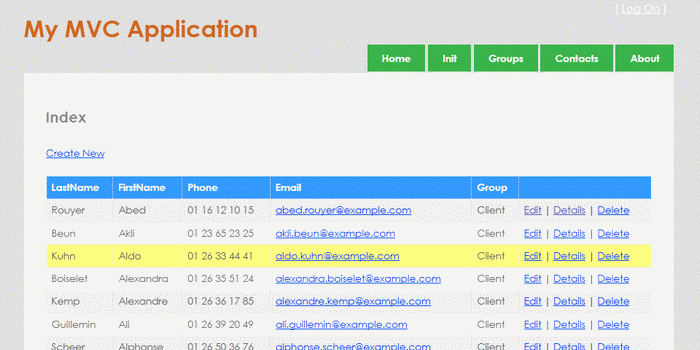 [ Log On ]
My MVC Application
Home Init Groups Contacts About
Index
Create New
LastName FirstName Phone Email Group
Rouyer Abed 01 16 12 10 15 abed.rouyer@example.com Client Edit | Details | Delete
Beun Akli 01 23 65 23 25 akli.beun@example.com Client Edit | Details | Delete
Kuhn Aldo 01 26 33 44 41 aldo.kuhn@example.com Client Edit | Details | Delete
Boiselet Alexandra 01 26 35 51 24 alexandra.boiselet@example.com Client Edit | Details | Delete
Kemp Alexandre 01 26 36 17 85 alexandre.kemp@example.com Client Edit | Details | Delete
Guillemin Ali 01 26 39 20 49 ali.guillemin@example.com Client Edit | Details | Delete
Scheer Alphonse 01 26 50 36 76 alphonse.scheer@example.com Client Edit | Details | Delete